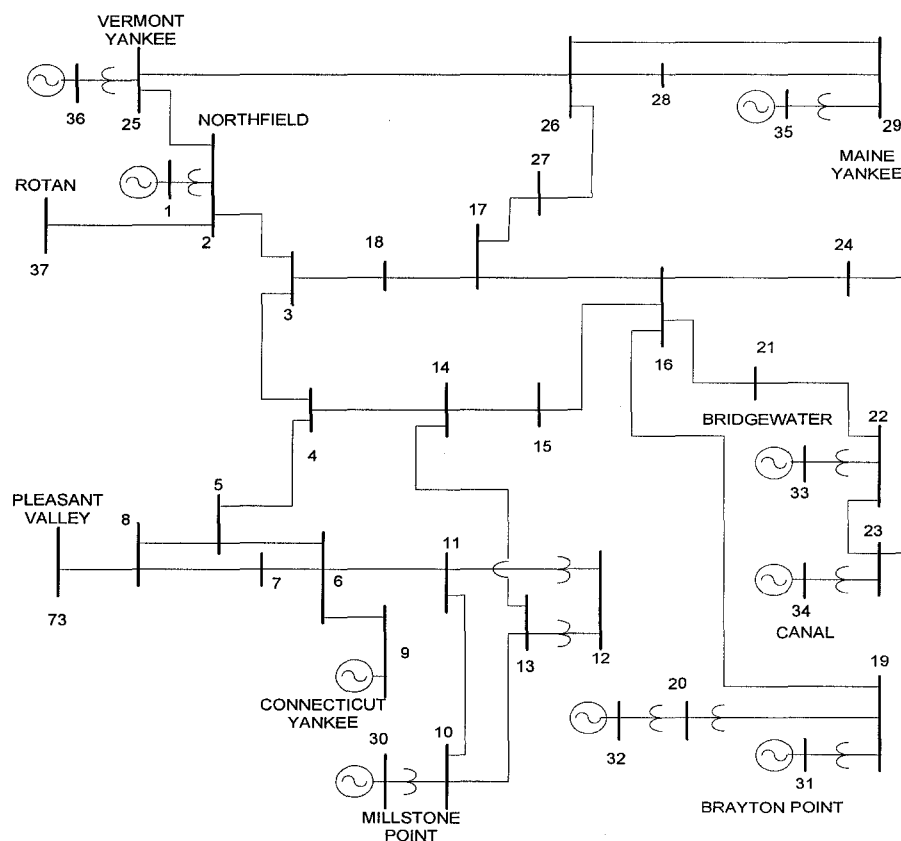 VERMONT
YANKEE
36
25
26
28
35
29
MAINE
YANKEE
NORTHFIELD
27
ROTAN
1
2
17
18
24
37
3
16
21
14
BRIDGEWATER
22
15
4
33
5
PLEASANT
VALLEY
8
11
23
7
6
73
34
CANAL
13
12
9
19
CONNECTICUT
YANKEE
20
30
10
32
31
MILLSTONE
POINT
BRAYTON POINT